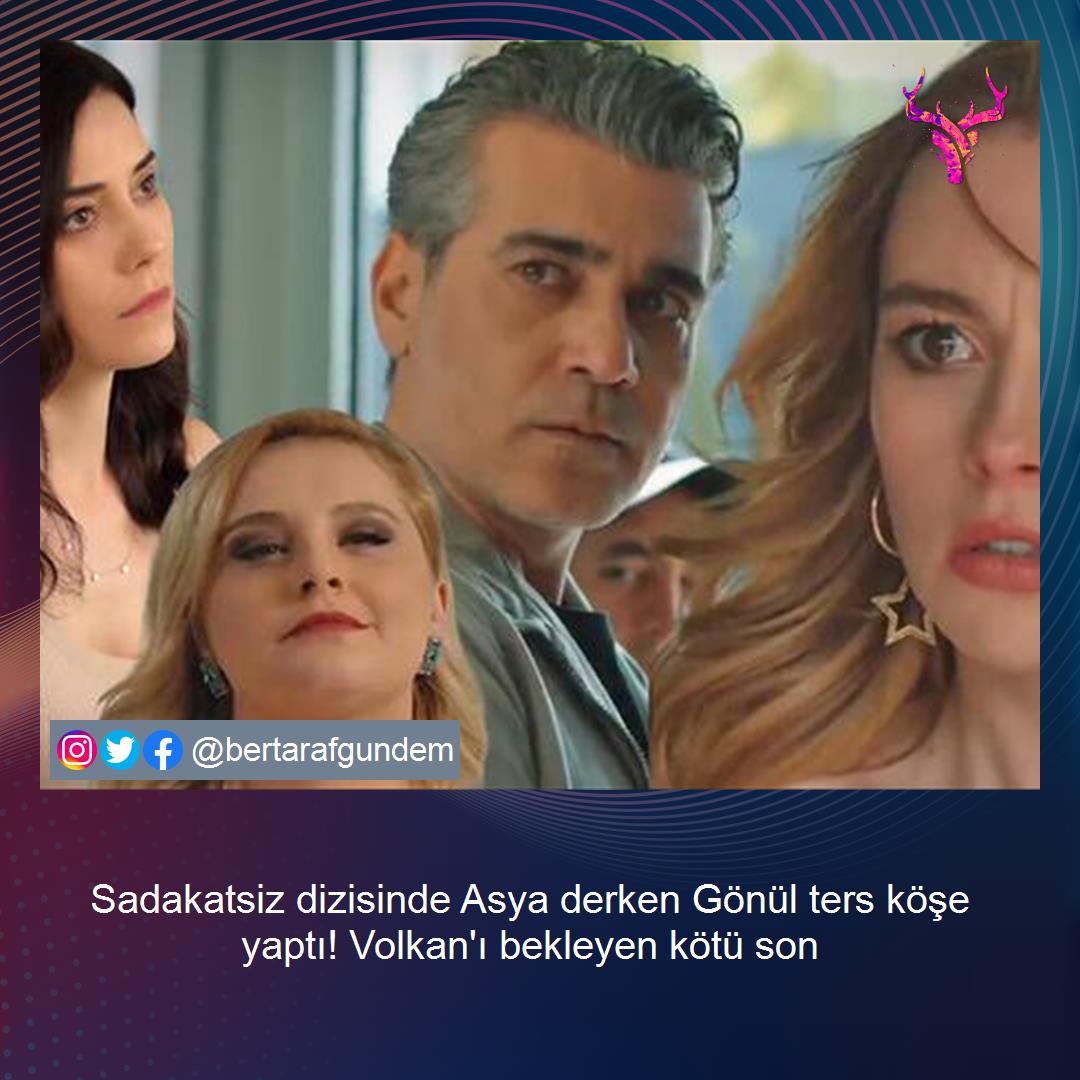 @bertarafgundem
Sadakatsiz dizisinde Asya derken Gönül ters köşe
yaptı! Volkan'ı bekleyen kötü son